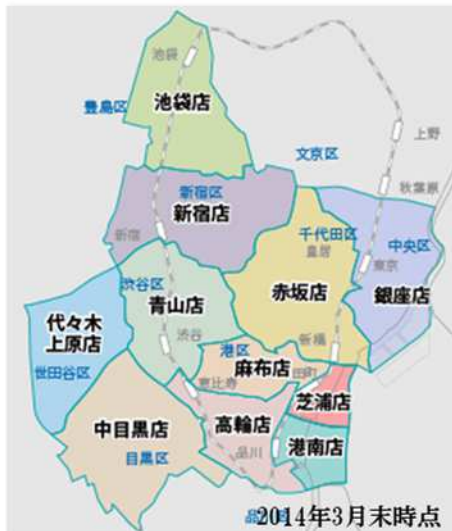 池袋
池袋店
豊島区
上野
文京区
秋葉原
新宿区
新宿店
新宿
千代田区
皇居
中央区
東京
渋谷区
青山店
赤坂店
銀座店
代々木
上原店
渋谷
新橋
港区
麻布店
世田谷区
恵比寿
田町
芝浦店
中目黒店
高輪店
港南店
目黒区
品川
2014年3月末時点